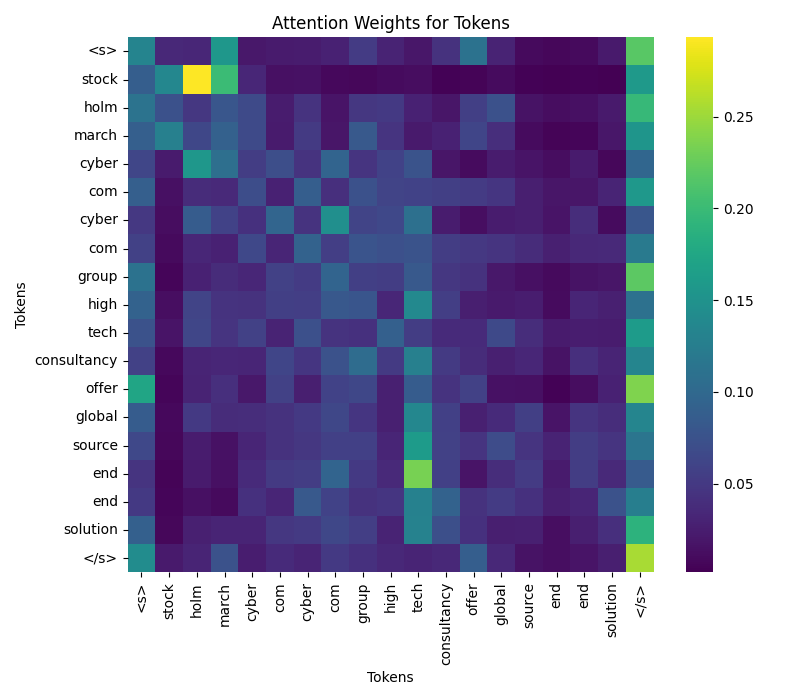 Attention Weights for Tokens
Tokens
<s>
stock
holm
march
cyber
com
cyber
com
group
high
tech
consultancy
offer
global
source
end
end
solution
</s>
<s>
stock
holm
march
cyber
com
cyber
com
group
high
tech
consultancy
offer
global
source
end
end
solution
</s>
Tokens
0.25
0.20
0.15
0.10
0.05